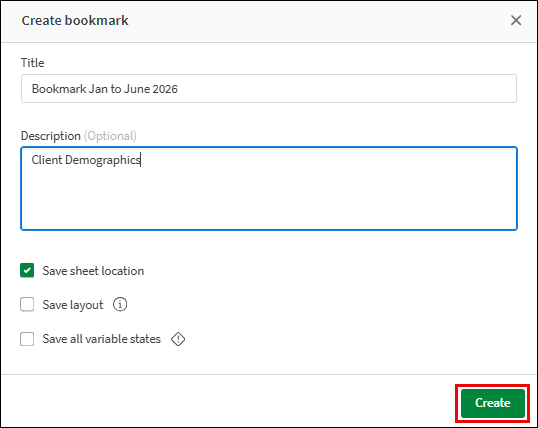 Create bookmark
Title
Bookmark Jan to June 2026
Description (Optional)
Client Demographics
Save sheet location
Save layout
Save all variable states
Create